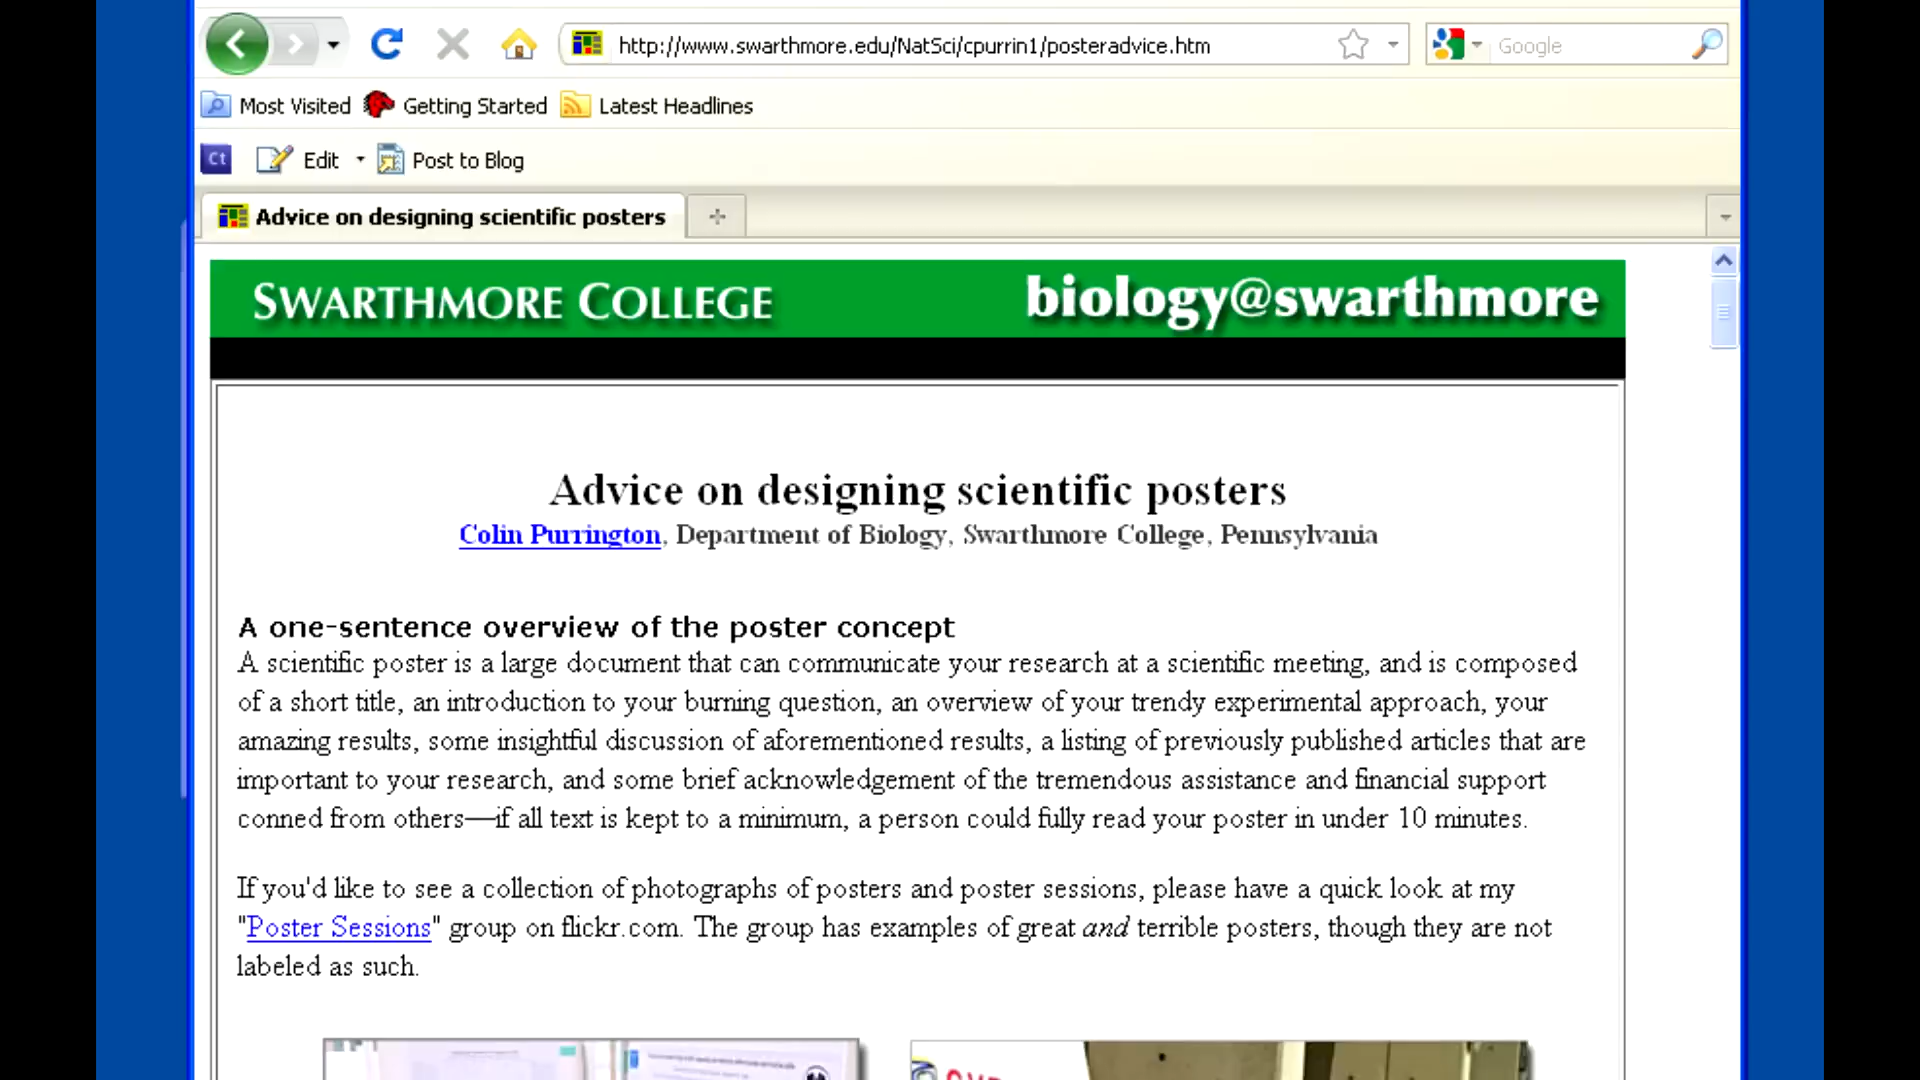 http://www.swarthmore.edu/NatSci/cpurrin1/posteradvice.htm
Google
Most Visited
Getting Started
Latest Headlines
Ct
Edit
Post to Blog
Advice on designing scientific posters
SWARTHMORE COLLEGE
biology@swarthmore
Advice on designing scientific posters
Colin Purrington, Department of Biology, Swarthmore College, Pennsylvania
A one-sentence overview of the poster concept
A scientific poster is a large document that can communicate your research at a scientific meeting, and is composed
of a short title, an introduction to your burning question, an overview of your trendy experimental approach, your
amazing results, some insightful discussion of aforementioned results, a listing of previously published articles that are
important to your research, and some brief acknowledgement of the tremendous assistance and financial support
conned from others—if all text is kept to a minimum, a person could fully read your poster in under 10 minutes.
If you'd like to see a collection of photographs of posters and poster sessions, please have a quick look at my
"Poster Sessions" group on flickr.com. The group has examples of great and terrible posters, though they are not
labeled as such.